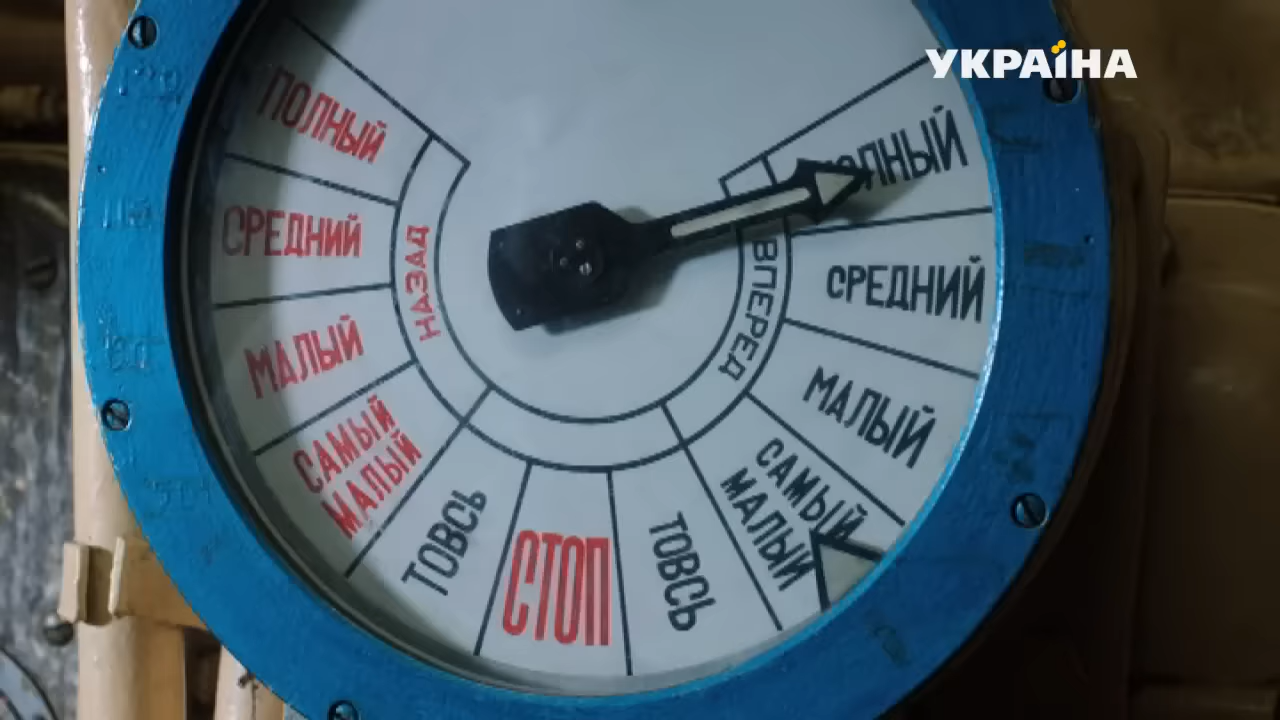 УКРАЇНА
ПОЛНЫЙ
СРЕДНИЙ
МАЛЫЙ
САМЫЙ
МАЛЫЙ
НАЗАД
ТОВСЬ
СТОП
ТОВСЬ
САМЫЙ
МАЛЫЙ
МАЛЫЙ
СРЕДНИЙ
ПОЛНЫЙ
ВПЕРЕД